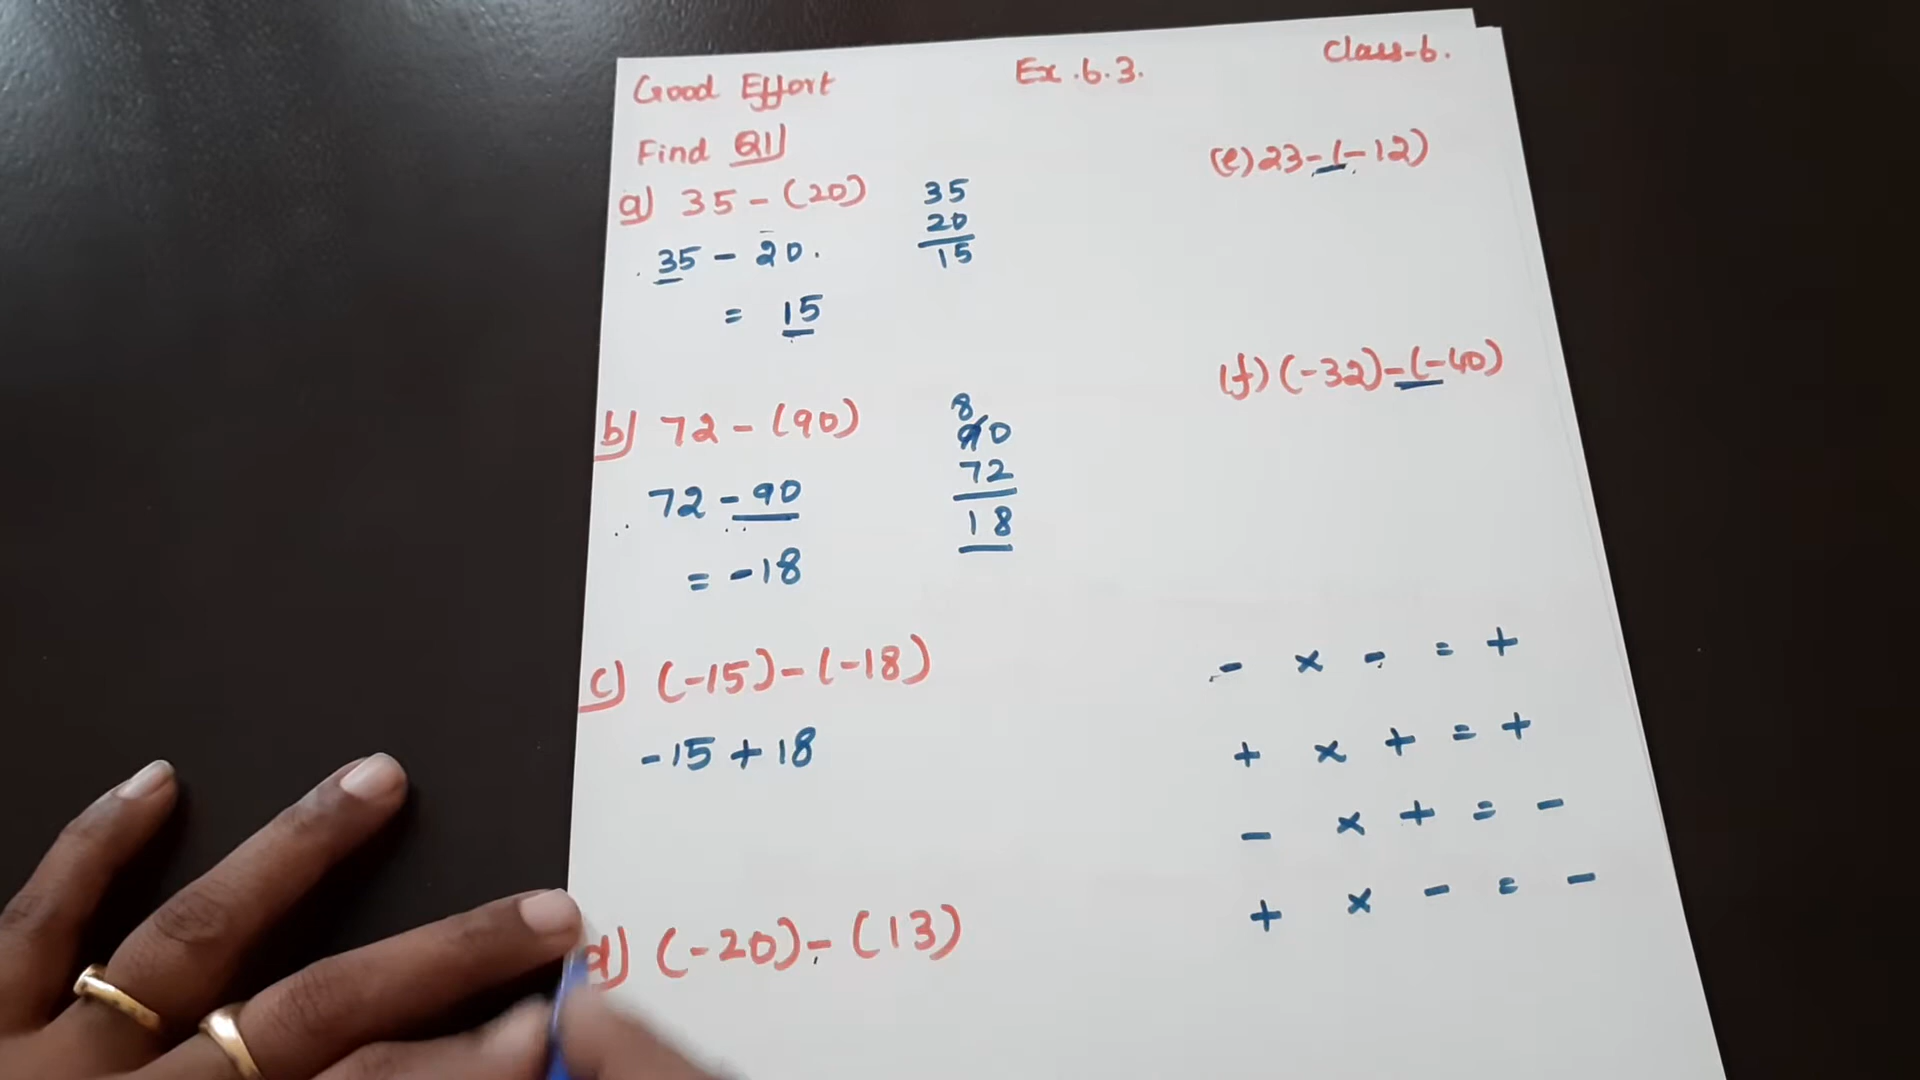 Good Effort Ex.6.3. Class-6.
Find Q1
a) 35-(20)
35 - 20.
= 15
35
20
15
b) 72-(90)
72-90
= -18
8
90
72
18
c) (-15)-(-18)
-15+18
d) (-20)-(13)
(e) 23-(-12)
(f) (-32)-(-40)
- × - = +
+ × + = +
- × + = -
+ × - = -